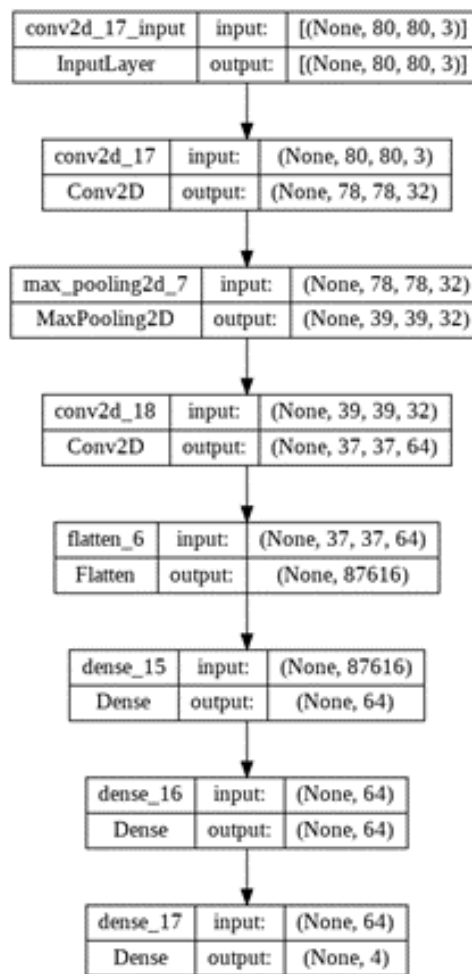 conv2d_17_input input: [(None, 80, 80, 3)]
InputLayer output: [(None, 80, 80, 3)]
conv2d_17 input: (None, 80, 80, 3)
Conv2D output: (None, 78, 78, 32)
max_pooling2d_7 input: (None, 78, 78, 32)
MaxPooling2D output: (None, 39, 39, 32)
conv2d_18 input: (None, 39, 39, 32)
Conv2D output: (None, 37, 37, 64)
flatten_6 input: (None, 37, 37, 64)
Flatten output: (None, 87616)
dense_15 input: (None, 87616)
Dense output: (None, 64)
dense_16 input: (None, 64)
Dense output: (None, 64)
dense_17 input: (None, 64)
Dense output: (None, 4)